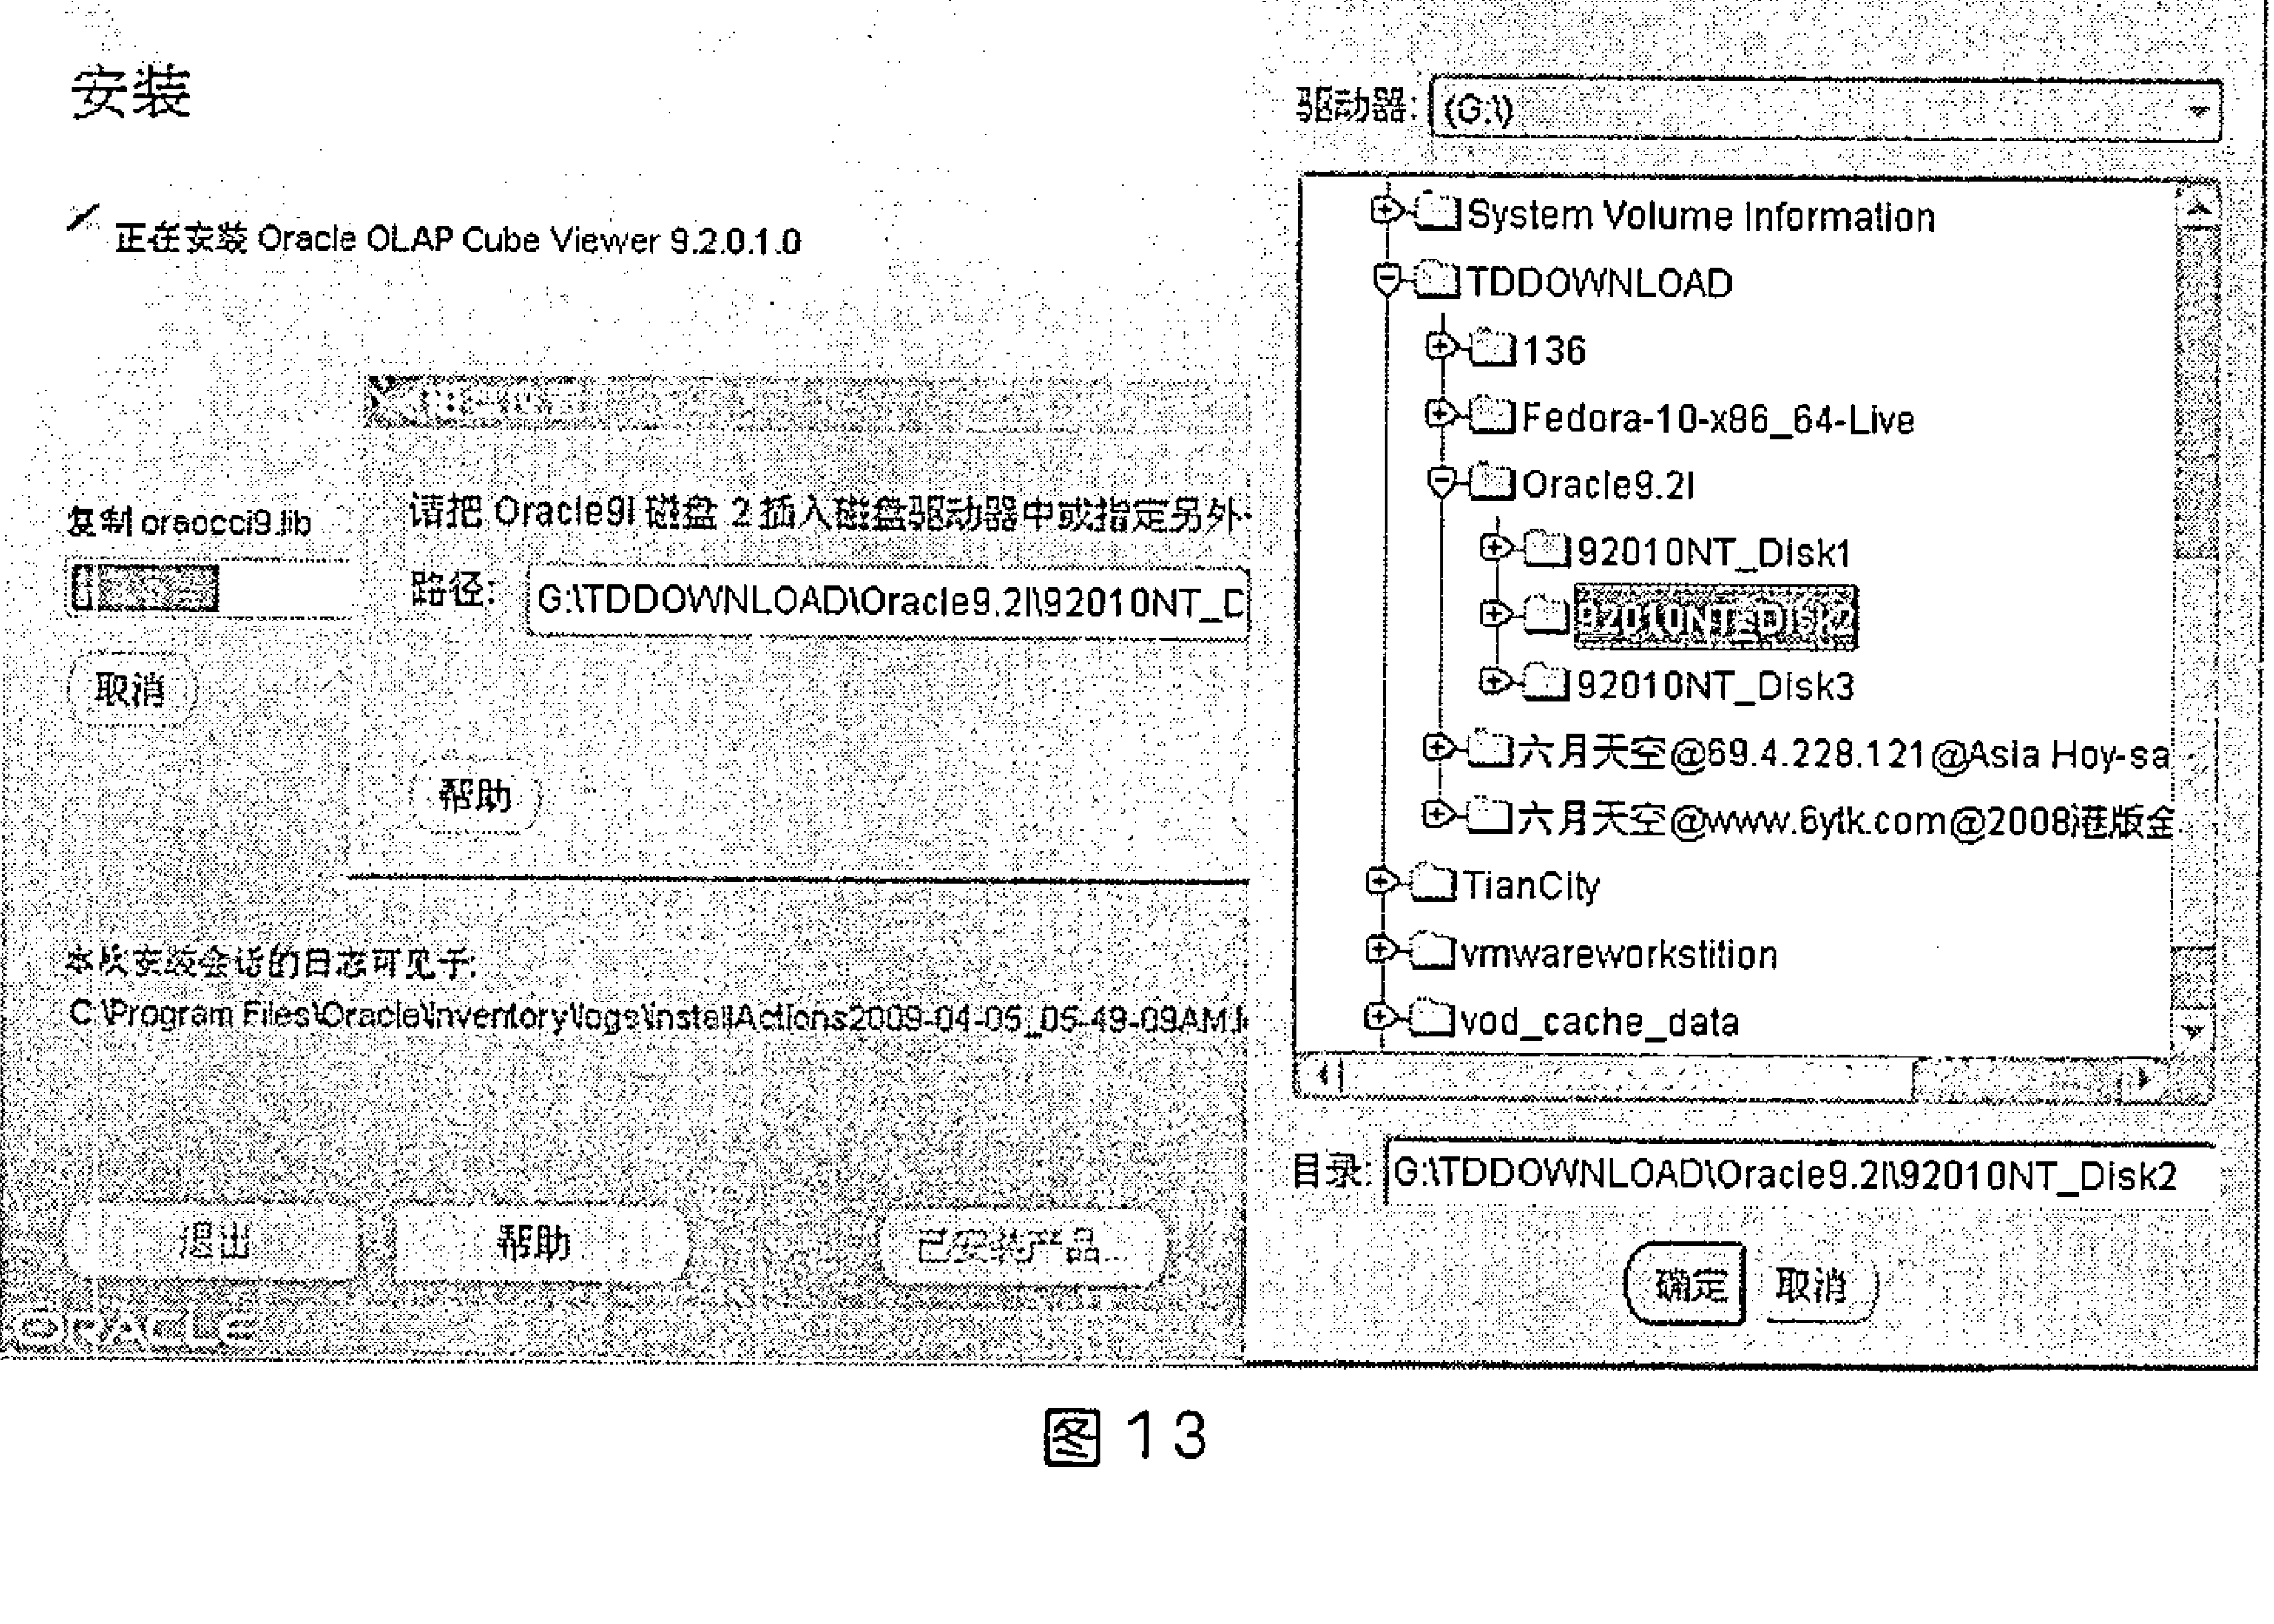 安装
正在安装 Oracle OLAP Cube Viewer 9.2.0.1.0
复制 oraocci9.lib
取消
请把 Oracle9I 磁盘 2 插入磁盘驱动器中或指定另外
路径: G:\TDDOWNLOAD\Oracle9.2I\92010NT_D
帮助
本次安装会话的日志可见于:
C:\Program Files\Oracle\Inventory\logs\installActions2009-04-05_05-49-09AM.l
退出
帮助
已安装产品...
ORACLE
驱动器: (G:\)
System Volume Information
TDDOWNLOAD
136
Fedora-10-x86_64-Live
Oracle9.2I
92010NT_Disk1
92010NT_Disk2
92010NT_Disk3
六月天空@69.4.228.121@Asia Hoy-sa
六月天空@www.6ytk.com@2008港版金
TianCity
vmwareworkstition
vod_cache_data
目录: G:\TDDOWNLOAD\Oracle9.2I\92010NT_Disk2
确定
取消
图 13